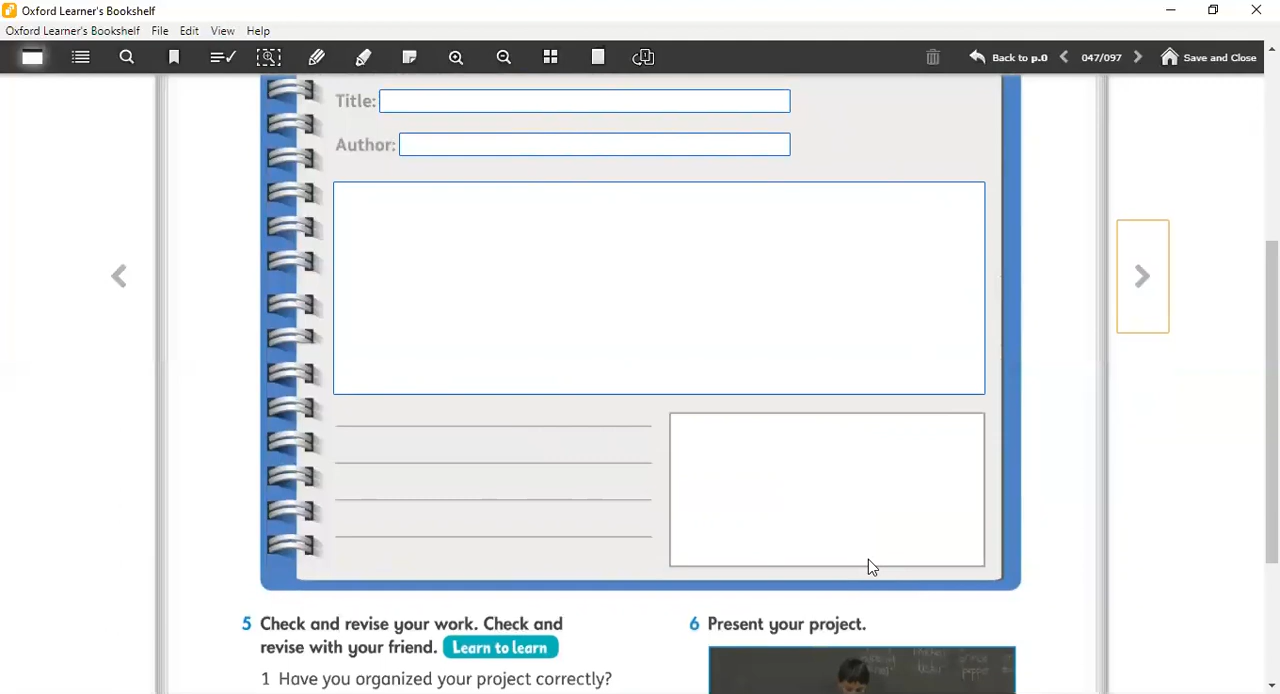 Oxford Learner's Bookshelf
Oxford Learner's Bookshelf File Edit View Help
Back to p.0 047/097 Save and Close
Title:
Author:
5 Check and revise your work. Check and
revise with your friend. Learn to learn
1 Have you organized your project correctly?
6 Present your project.
pepper